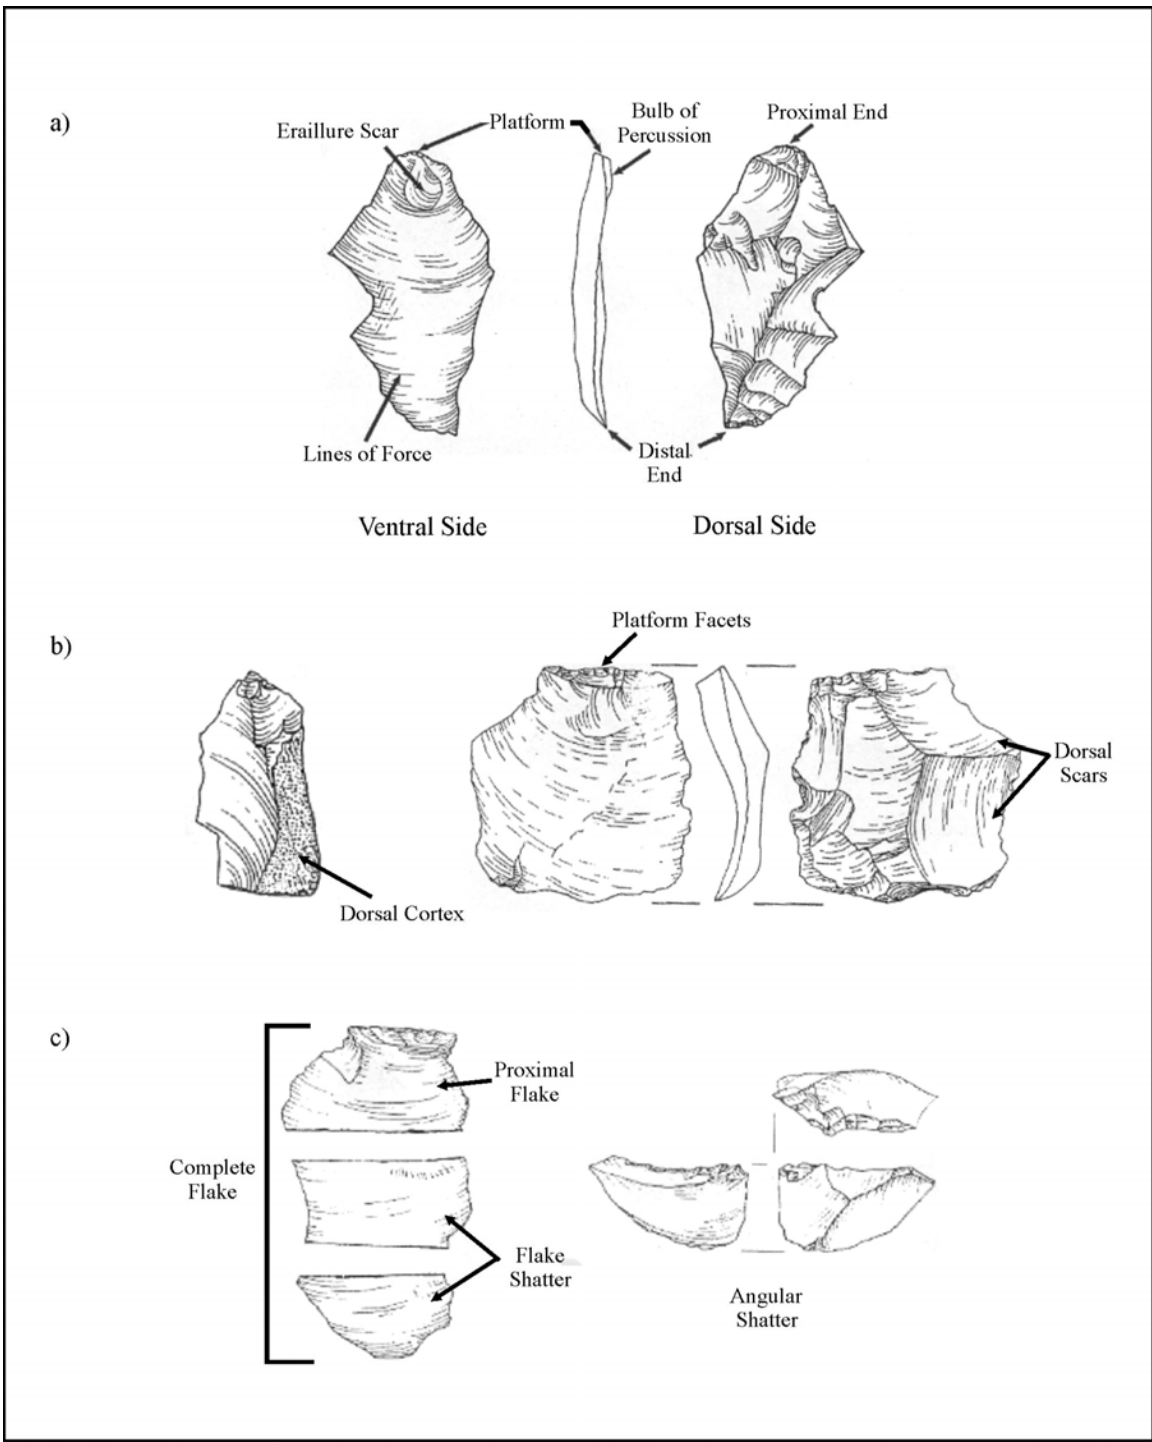 a)
Eraillure Scar
Platform
Bulb of
Percussion
Proximal End
Lines of Force
Distal
End
Ventral Side
Dorsal Side
b)
Platform Facets
Dorsal
Scars
Dorsal Cortex
c)
Proximal
Flake
Complete
Flake
Flake
Shatter
Angular
Shatter